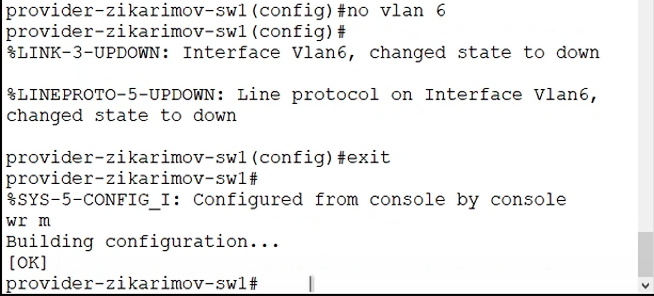 provider-zikarimov-sw1(config)#no vlan 6
provider-zikarimov-sw1(config)#
%LINK-3-UPDOWN: Interface Vlan6, changed state to down
%LINEPROTO-5-UPDOWN: Line protocol on Interface Vlan6,
changed state to down
provider-zikarimov-sw1(config)#exit
provider-zikarimov-sw1#
%SYS-5-CONFIG_I: Configured from console by console
wr m
Building configuration...
[OK]
provider-zikarimov-sw1#